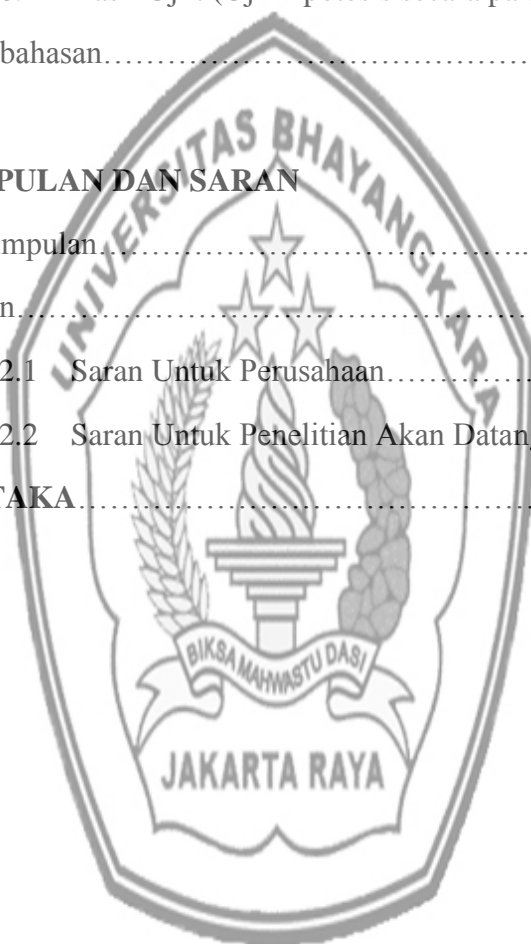 bahasan……………………………………
PULAN DAN SARAN
mpulan……………………………………
n……………………………………………
2.1 Saran Untuk Perusahaan………………
2.2 Saran Untuk Penelitian Akan Datang
TAKA……………………………………
UNIVERSITAS BHAYANGKARA
BIKSA MAHWASTU DASI
JAKARTA RAYA